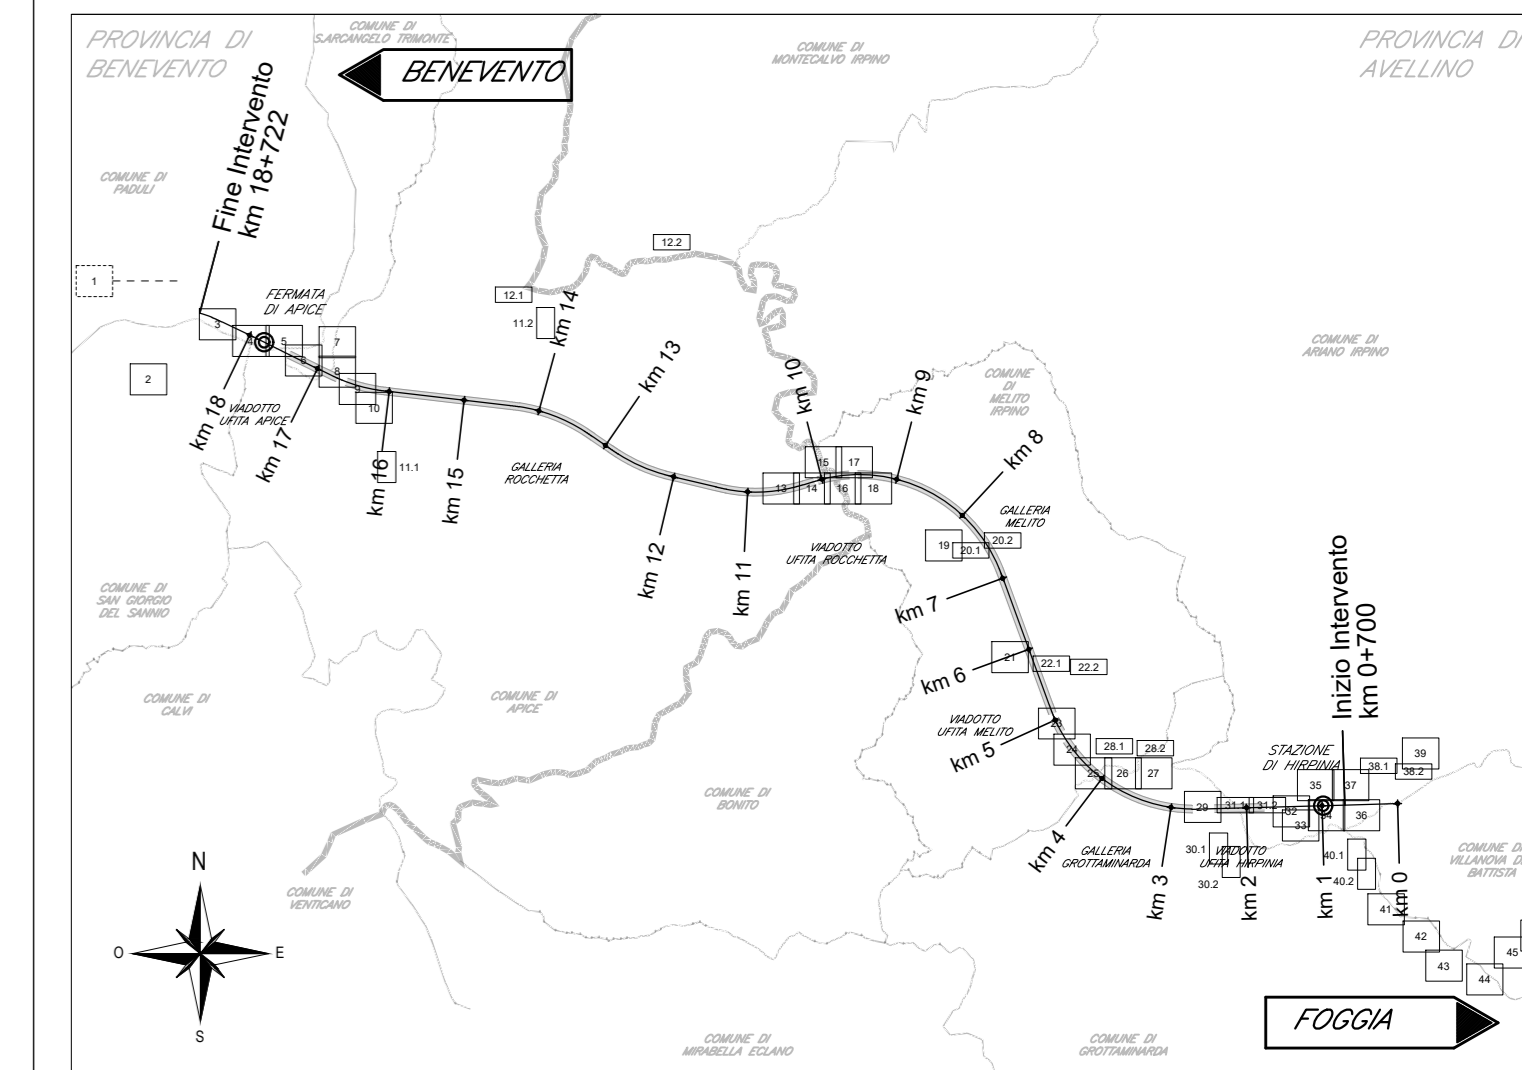 PROVINCIA DI
BENEVENTO
COMUNE DI
S.ARCANGELO TRIMONTE
BENEVENTO
COMUNE DI
MONTECALVO IRPINO
PROVINCIA DI
AVELLINO
Fine Intervento
km 18+722
COMUNE DI
PADULI
1
12.2
12.1
11.2
FERMATA
DI APICE
3
4
5
6
7
8
9
10
2
VIADOTTO
UFITA APICE
km 18
km 17
km 16
11.1
km 15
km 14
km 13
GALLERIA
ROCCHETTA
km 12
km 11
km 10
km 9
13
14
15
16
17
18
COMUNE
DI
MELITO
IRPINO
COMUNE DI
ARIANO IRPINO
km 8
GALLERIA
MELITO
VIADOTTO
UFITA ROCCHETTA
19
20.1
20.2
km 7
COMUNE DI
SAN GIORGIO
DEL SANNIO
COMUNE DI
CALVI
COMUNE DI
APICE
km 6
21
22.1
22.2
VIADOTTO
UFITA MELITO
23
24
km 5
28.1
28.2
25
26
27
km 4
Inizio Intervento
km 0+700
STAZIONE
DI HIRPINIA
35
37
38.1
38.2
39
29
31.1
31.2
32
33
34
36
COMUNE DI
BONITO
GALLERIA
GROTTAMINARDA
30.1
30.2
VIADOTTO
UFITA HIRPINIA
km 3
km 2
km 1
km 0
40.1
40.2
41
42
43
44
45
COMUNE DI
VILLANOVA D
BATTISTA
COMUNE DI
VENTICANO
N
O
E
S
FOGGIA
COMUNE DI
MIRABELLA ECLANO
COMUNE DI
GROTTAMINARDA